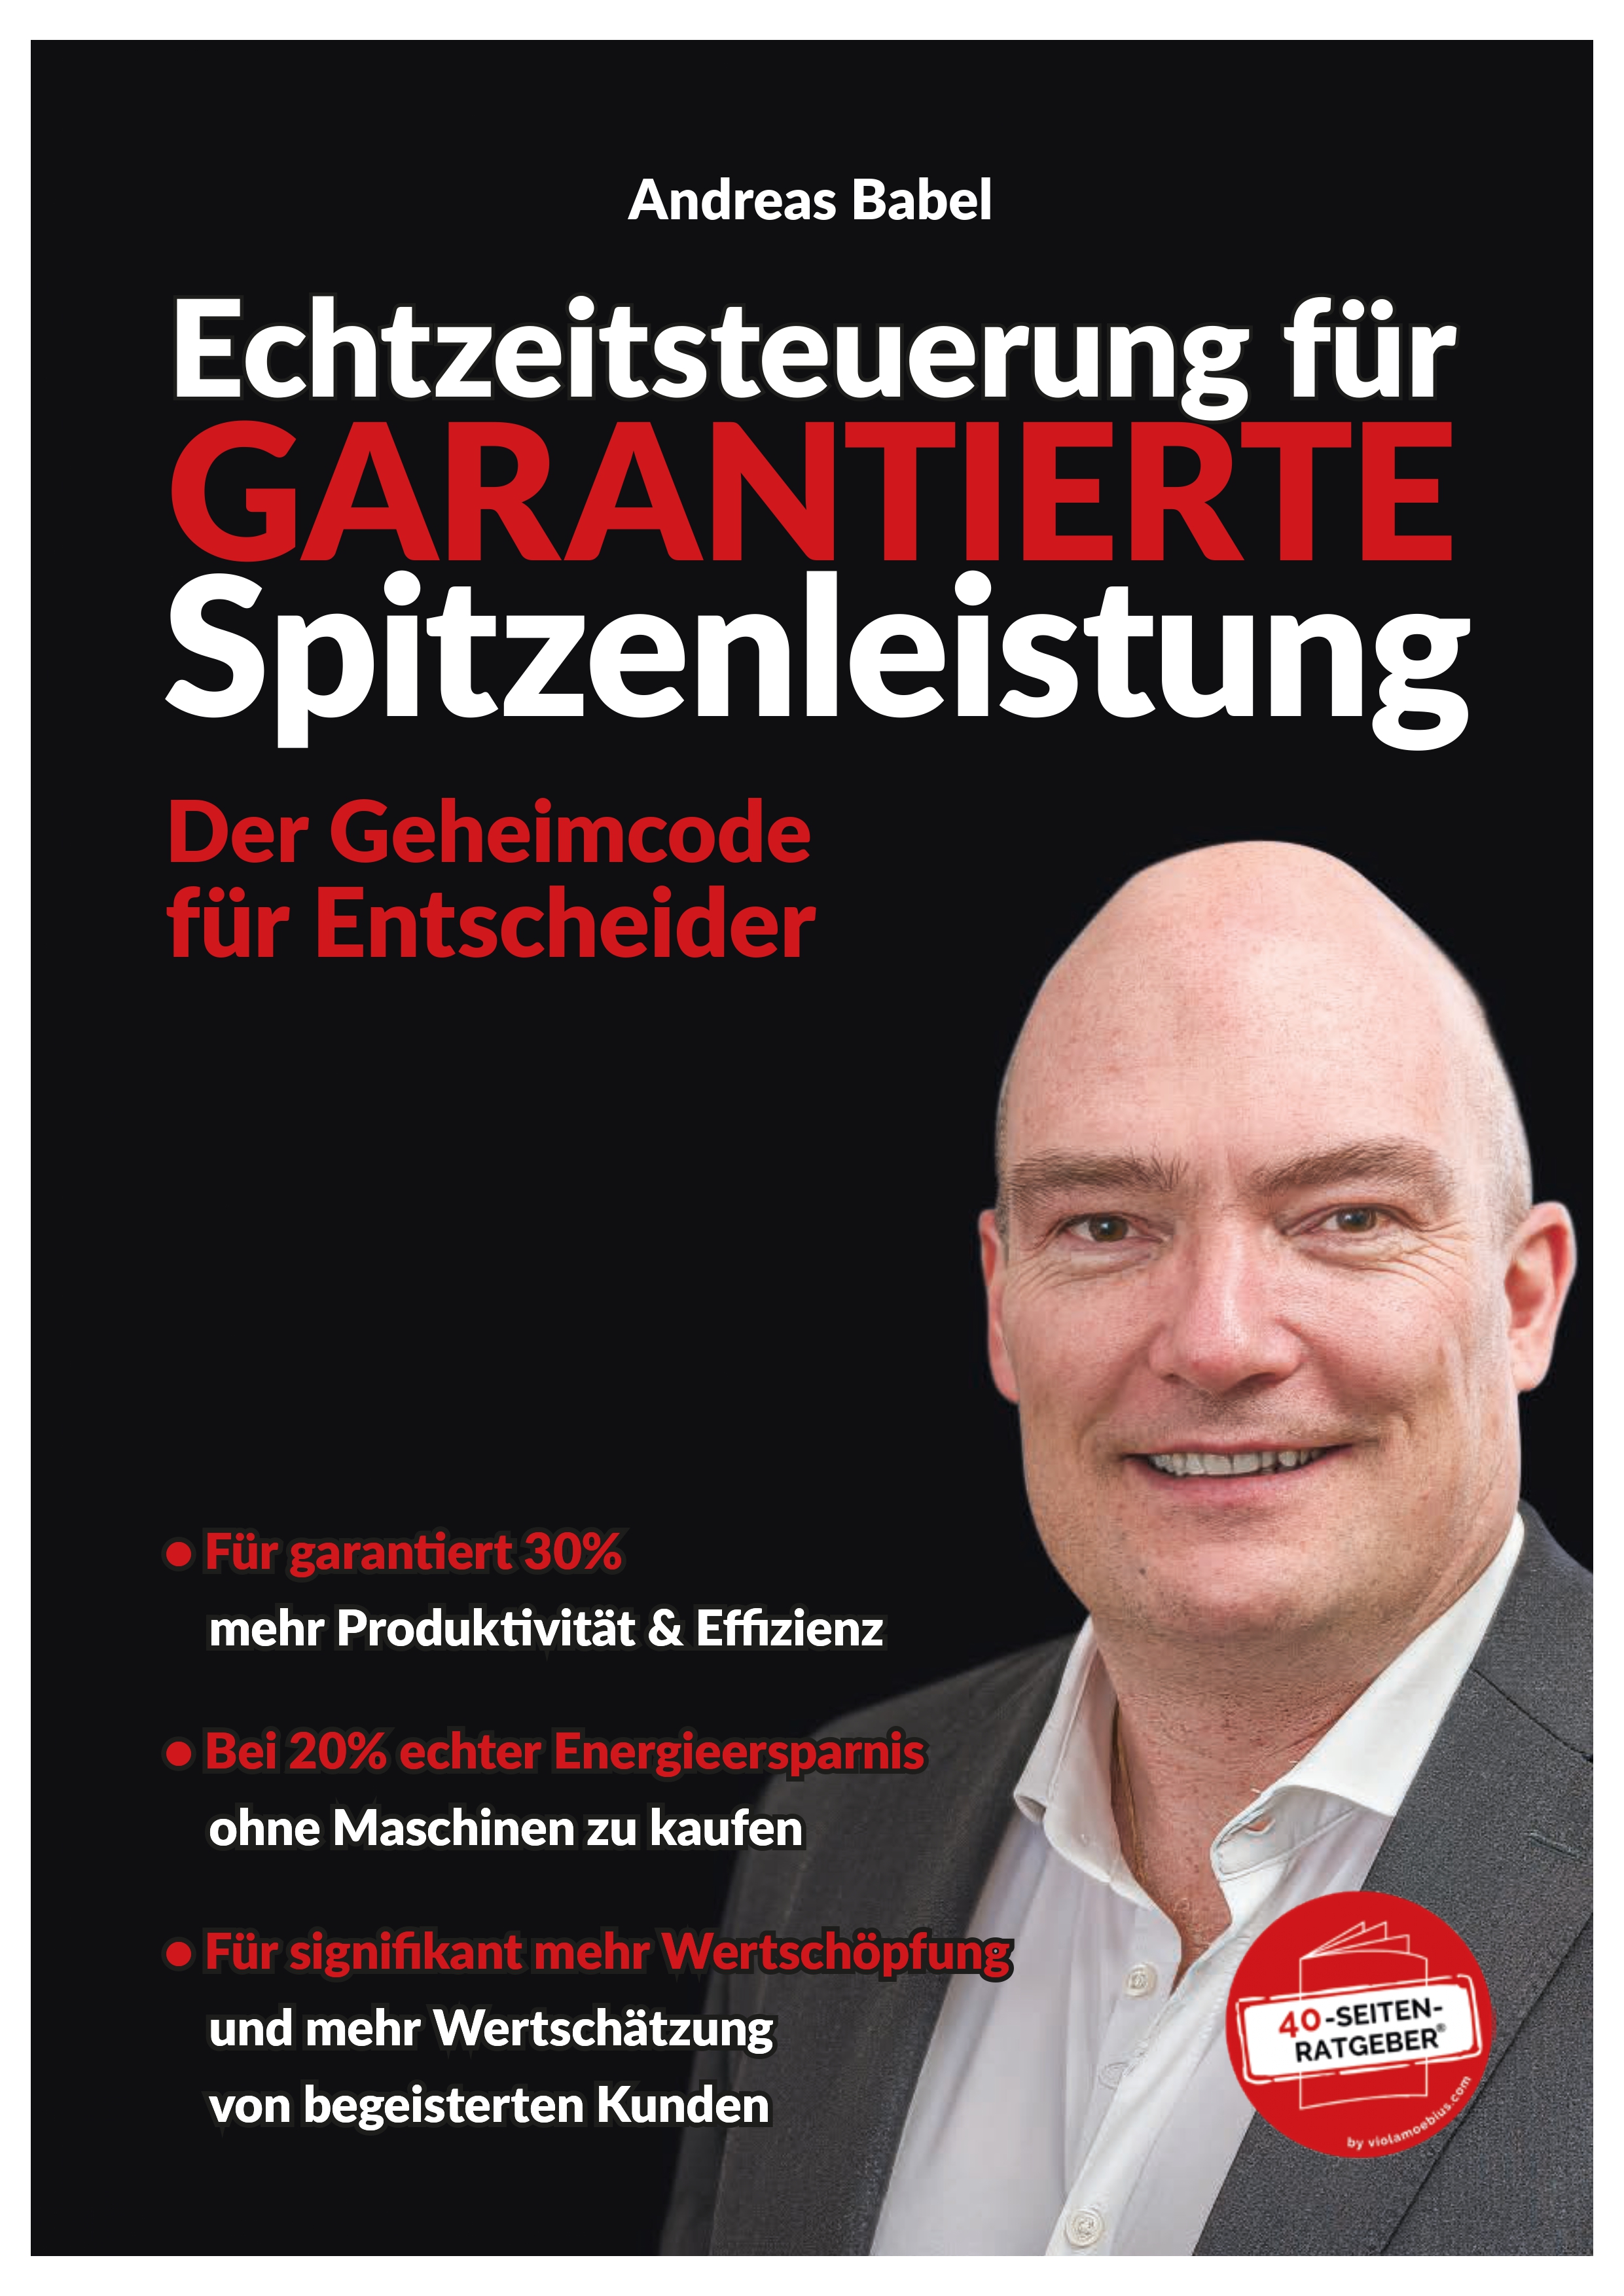 Andreas Babel
Echtzeitsteuerung für
GARANTIERTE
Spitzenleistung
Der Geheimcode
für Entscheider
● Für garantiert 30%
mehr Produktivität & Effizienz
● Bei 20% echter Energieersparnis
ohne Maschinen zu kaufen
● Für signifikant mehr Wertschöpfung
und mehr Wertschätzung
von begeisterten Kunden
40-SEITEN-
RATGEBER®
by violamoebius.com